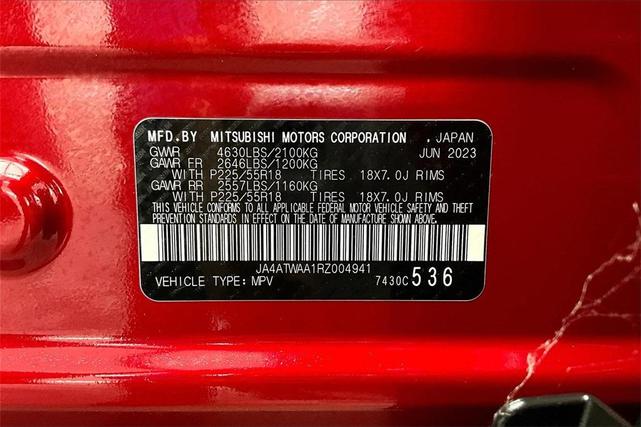 MFD.BY MITSUBISHI MOTORS CORPORATION , JAPAN
GVWR 4630LBS/2100KG JUN 2023
GAWR FR 2646LBS/1200KG
WITH P225/55R18 TIRES 18X7.0J RIMS
GAWR RR 2557LBS/1160KG
WITH P225/55R18 TIRES 18X7.0J RIMS
THIS VEHICLE CONFORMS TO ALL APPLICABLE FEDERAL MOTOR VEHICLE SAFETY AND THEFT
PREVENTION STANDARDS IN EFFECT ON THE DATE OF MANUFACTURE SHOWN ABOVE.
JA4ATWAA1RZ004941
VEHICLE TYPE: MPV 7430C 536